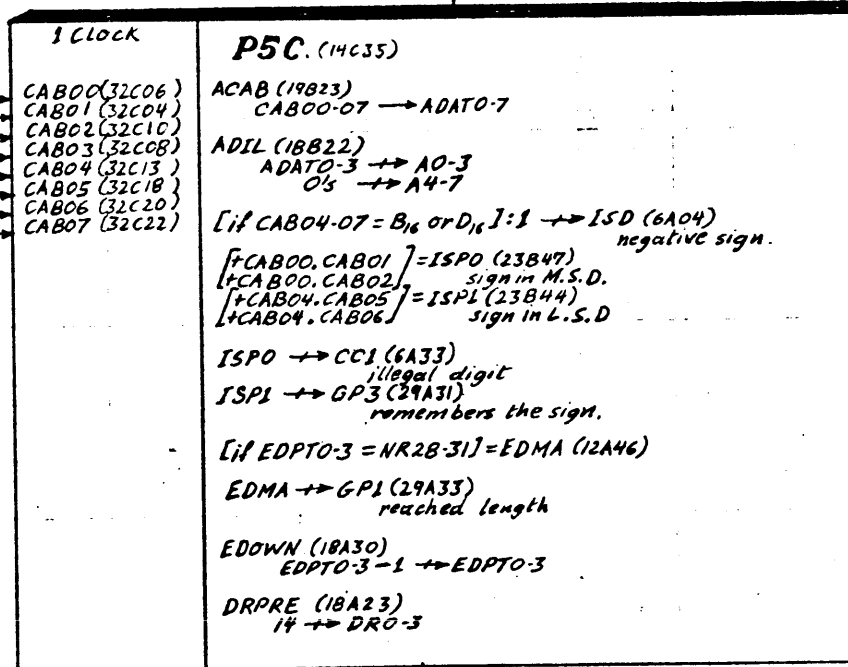 1 Clock
CAB00(32C06)
CAB01(32C04)
CAB02(32C10)
CAB03(32C08)
CAB04(32C13)
CAB05(32C18)
CAB06(32C20)
CAB07(32C22)
P5C. (14C35)
ACAB (19B23)
CAB00-07 → ADAT0-7
ADIL (18B22)
ADAT0-3 ↦ A0-3
0's ↦ A4-7
[if CAB04-07 = B₁₆ or D₁₆]:1 ↦ ISD (6A04)
negative sign.
[+CAB00.CAB01] = ISP0 (23B47)
[+CAB00.CAB02] sign in M.S.D.
[+CAB04.CAB05] = ISP1 (23B44)
[+CAB04.CAB06] sign in L.S.D
ISP0 ↦ CC1 (6A33)
illegal digit
ISP1 ↦ GP3 (29A31)
remembers the sign.
[if EDPT0-3 = NR28-31] = EDMA (12A46)
EDMA ↦ GP1 (29A33)
reached length
EDOWN (18A30)
EDPT0-3 -1 ↦ EDPT0-3
DRPRE (18A23)
14 ↦ DR0-3